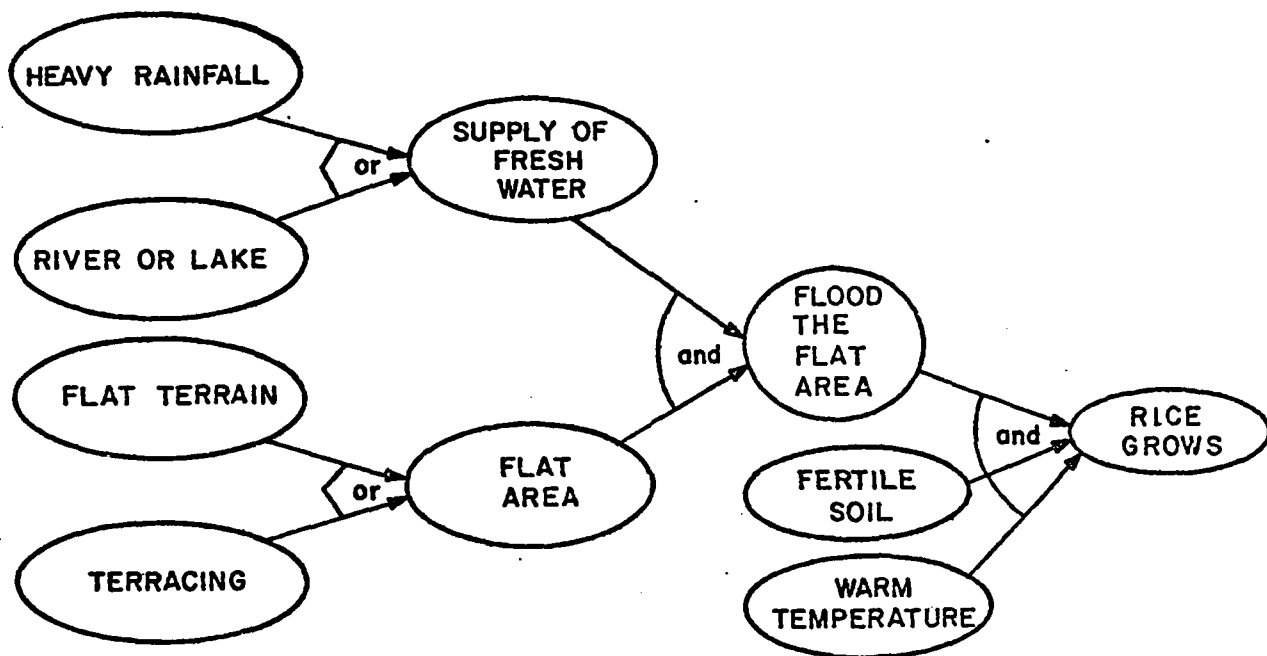 HEAVY RAINFALL
or
RIVER OR LAKE
SUPPLY OF
FRESH
WATER
FLAT TERRAIN
or
TERRACING
FLAT
AREA
and
FLOOD
THE
FLAT
AREA
FERTILE
SOIL
WARM
TEMPERATURE
and
RICE
GROWS